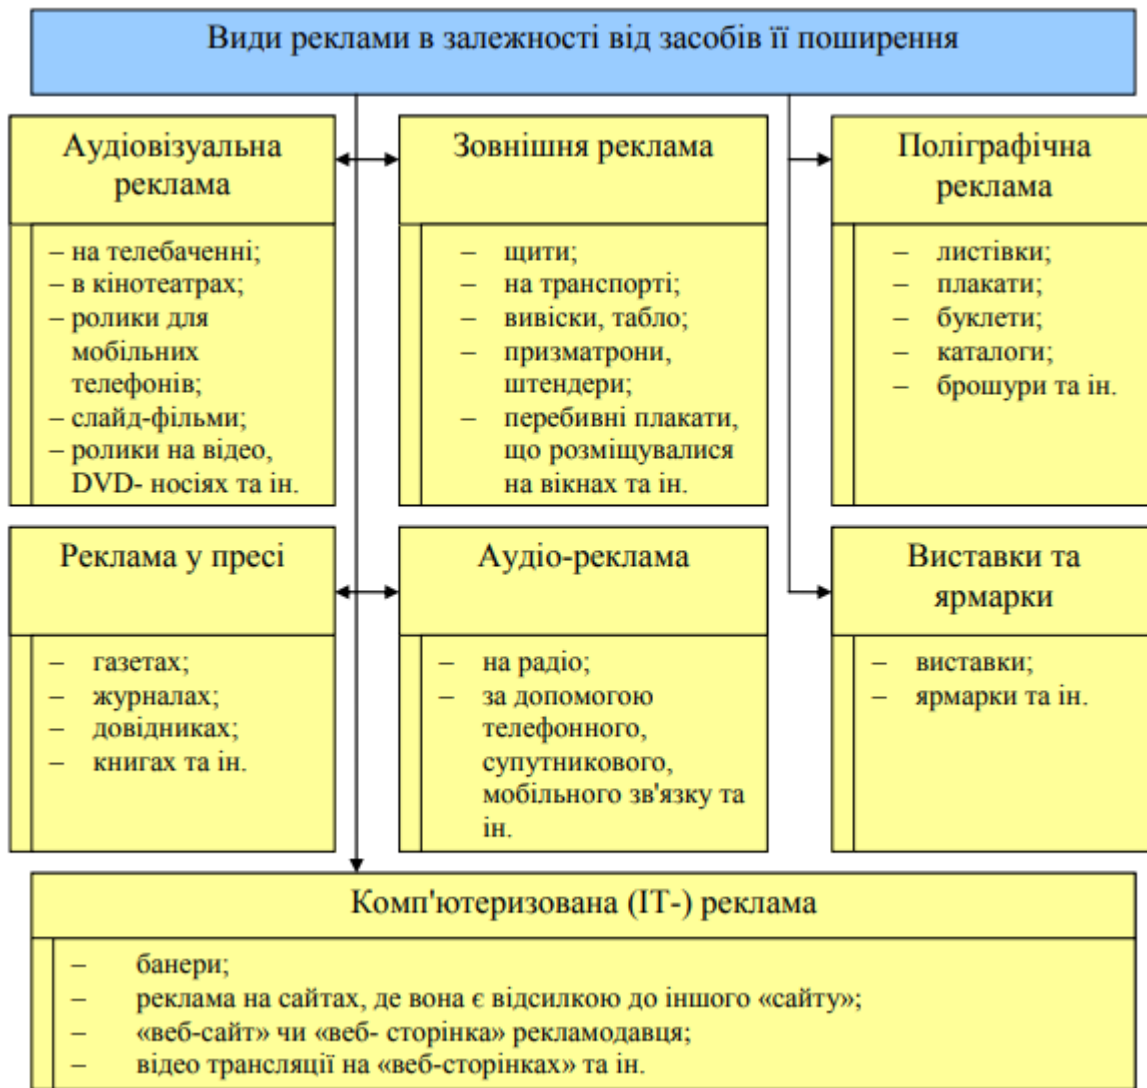 Види реклами в залежності від засобів її поширення
Аудіовізуальна
реклама
– на телебаченні;
– в кінотеатрах;
– ролики для
мобільних
телефонів;
– слайд-фільми;
– ролики на відео,
DVD- носіях та ін.
Зовнішня реклама
– щити;
– на транспорті;
– вивіски, табло;
– призматрони,
штендери;
– перебивні плакати,
що розміщувалися
на вікнах та ін.
Поліграфічна
реклама
– листівки;
– плакати;
– буклети;
– каталоги;
– брошури та ін.
Реклама у пресі
– газетах;
– журналах;
– довідниках;
– книгах та ін.
Аудіо-реклама
– на радіо;
– за допомогою
телефонного,
супутникового,
мобільного зв'язку та
ін.
Виставки та
ярмарки
– виставки;
– ярмарки та ін.
Комп'ютеризована (ІТ-) реклама
– банери;
– реклама на сайтах, де вона є відсилкою до іншого «сайту»;
– «веб-сайт» чи «веб- сторінка» рекламодавця;
– відео трансляції на «веб-сторінках» та ін.